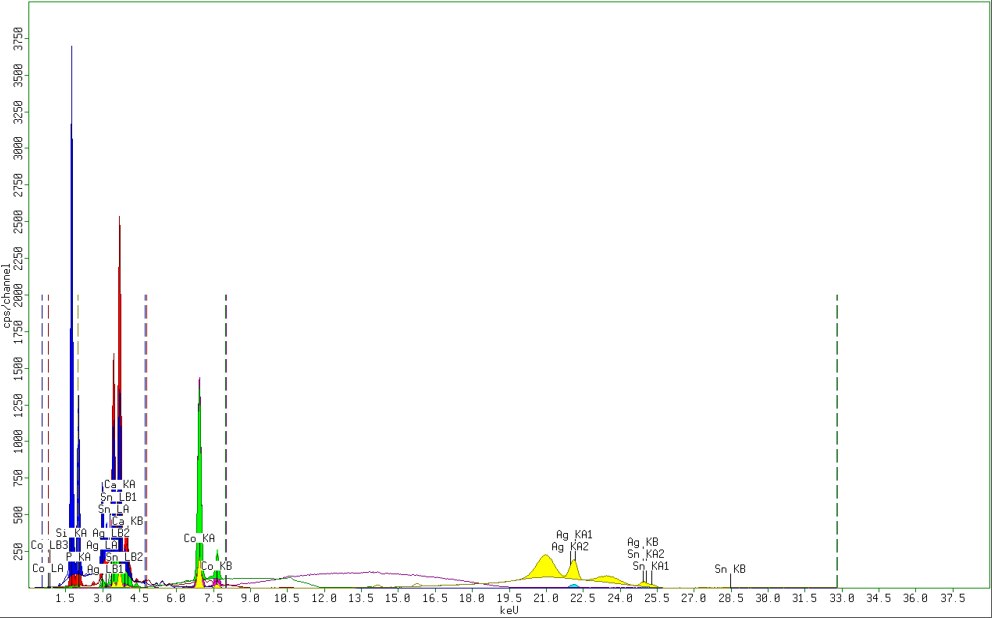 3750
3500
3250
3000
2750
2500
2250
2000
1750
1500
1250
1000
750
500
250
cps/channel
Ca KA
Sn LB1
Sn LA
Ca KB
Si KA Ag LB2
Co LB3 Ag LA
P KA Sn LB2
Co LA Ag LB1
Co KA
Co KB
Ag KA1
Ag KA2
Ag KB
Sn KA2
Sn KA1
Sn KB
1.5 3.0 4.5 6.0 7.5 9.0 10.5 12.0 13.5 15.0 16.5 18.0 19.5 21.0 22.5 24.0 25.5 27.0 28.5 30.0 31.5 33.0 34.5 36.0 37.5
keV